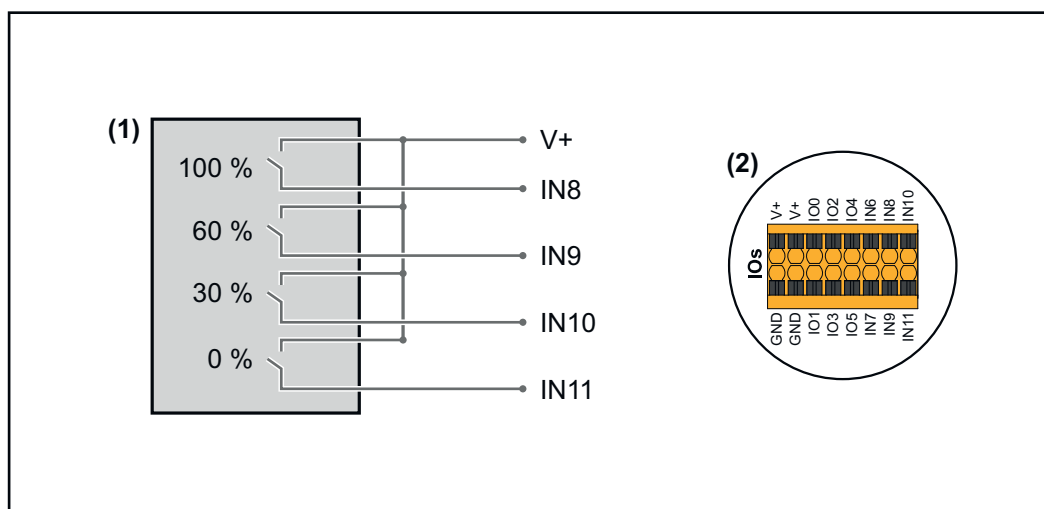 (1)
100 %
60 %
30 %
0 %
V+
IN8
IN9
IN10
IN11
(2)
V+
V+
IO0
IO2
IO4
IN6
IN8
IN10
IOs
GND
GND
IO1
IO3
IO5
IN7
IN9
IN11